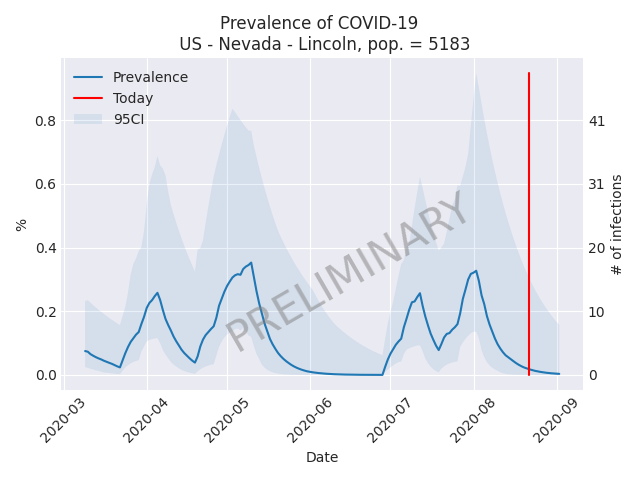 Prevalence of COVID-19
US - Nevada - Lincoln, pop. = 5183
Prevalence
Today
95CI
PRELIMINARY
%
0.8
0.6
0.4
0.2
0.0
# of infections
41
31
20
10
0
2020-03
2020-04
2020-05
2020-06
2020-07
2020-08
2020-09
Date